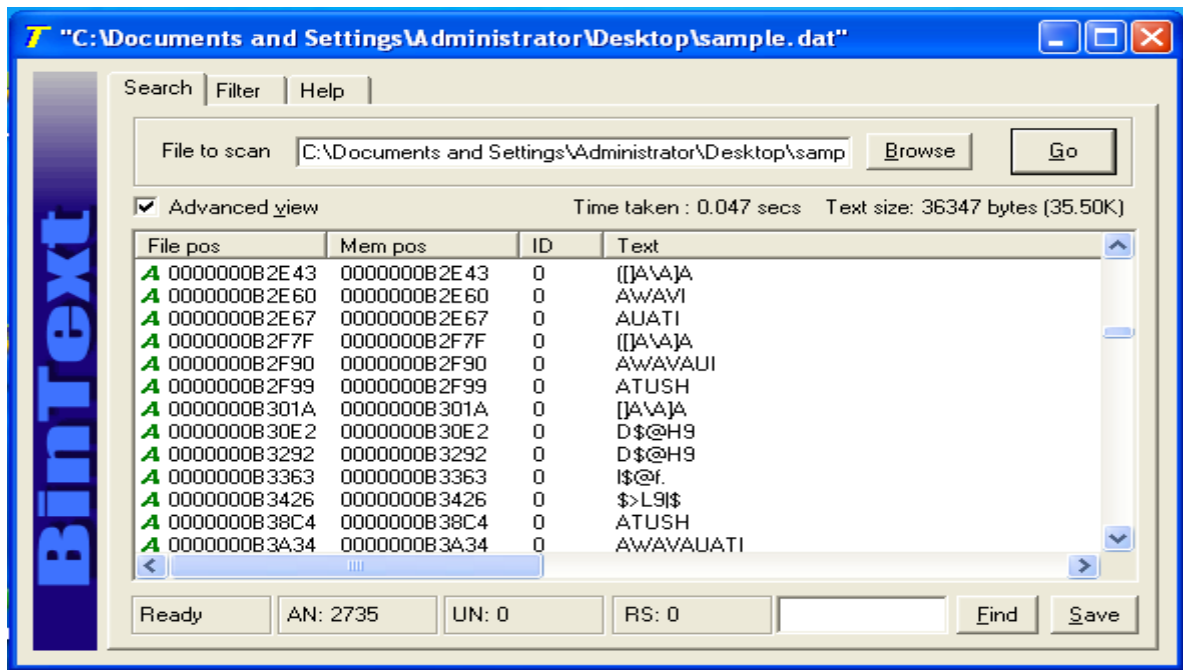 "C:\Documents and Settings\Administrator\Desktop\sample.dat"
Search Filter Help
File to scan C:\Documents and Settings\Administrator\Desktop\samp Browse Go
Advanced view Time taken : 0.047 secs Text size: 36347 bytes (35.50K)
BinText
File pos Mem pos ID Text
A 0000000B2E43 0000000B2E43 0 ([]A\A]A
A 0000000B2E60 0000000B2E60 0 AWAVI
A 0000000B2E67 0000000B2E67 0 AUATI
A 0000000B2F7F 0000000B2F7F 0 ([]A\A]A
A 0000000B2F90 0000000B2F90 0 AWAVAUI
A 0000000B2F99 0000000B2F99 0 ATUSH
A 0000000B301A 0000000B301A 0 []A\A]A
A 0000000B30E2 0000000B30E2 0 D$@H9
A 0000000B3292 0000000B3292 0 D$@H9
A 0000000B3363 0000000B3363 0 l$@f.
A 0000000B3426 0000000B3426 0 $>L9|$
A 0000000B38C4 0000000B38C4 0 ATUSH
A 0000000B3A34 0000000B3A34 0 AWAVAUATI
Ready AN: 2735 UN: 0 RS: 0 Find Save